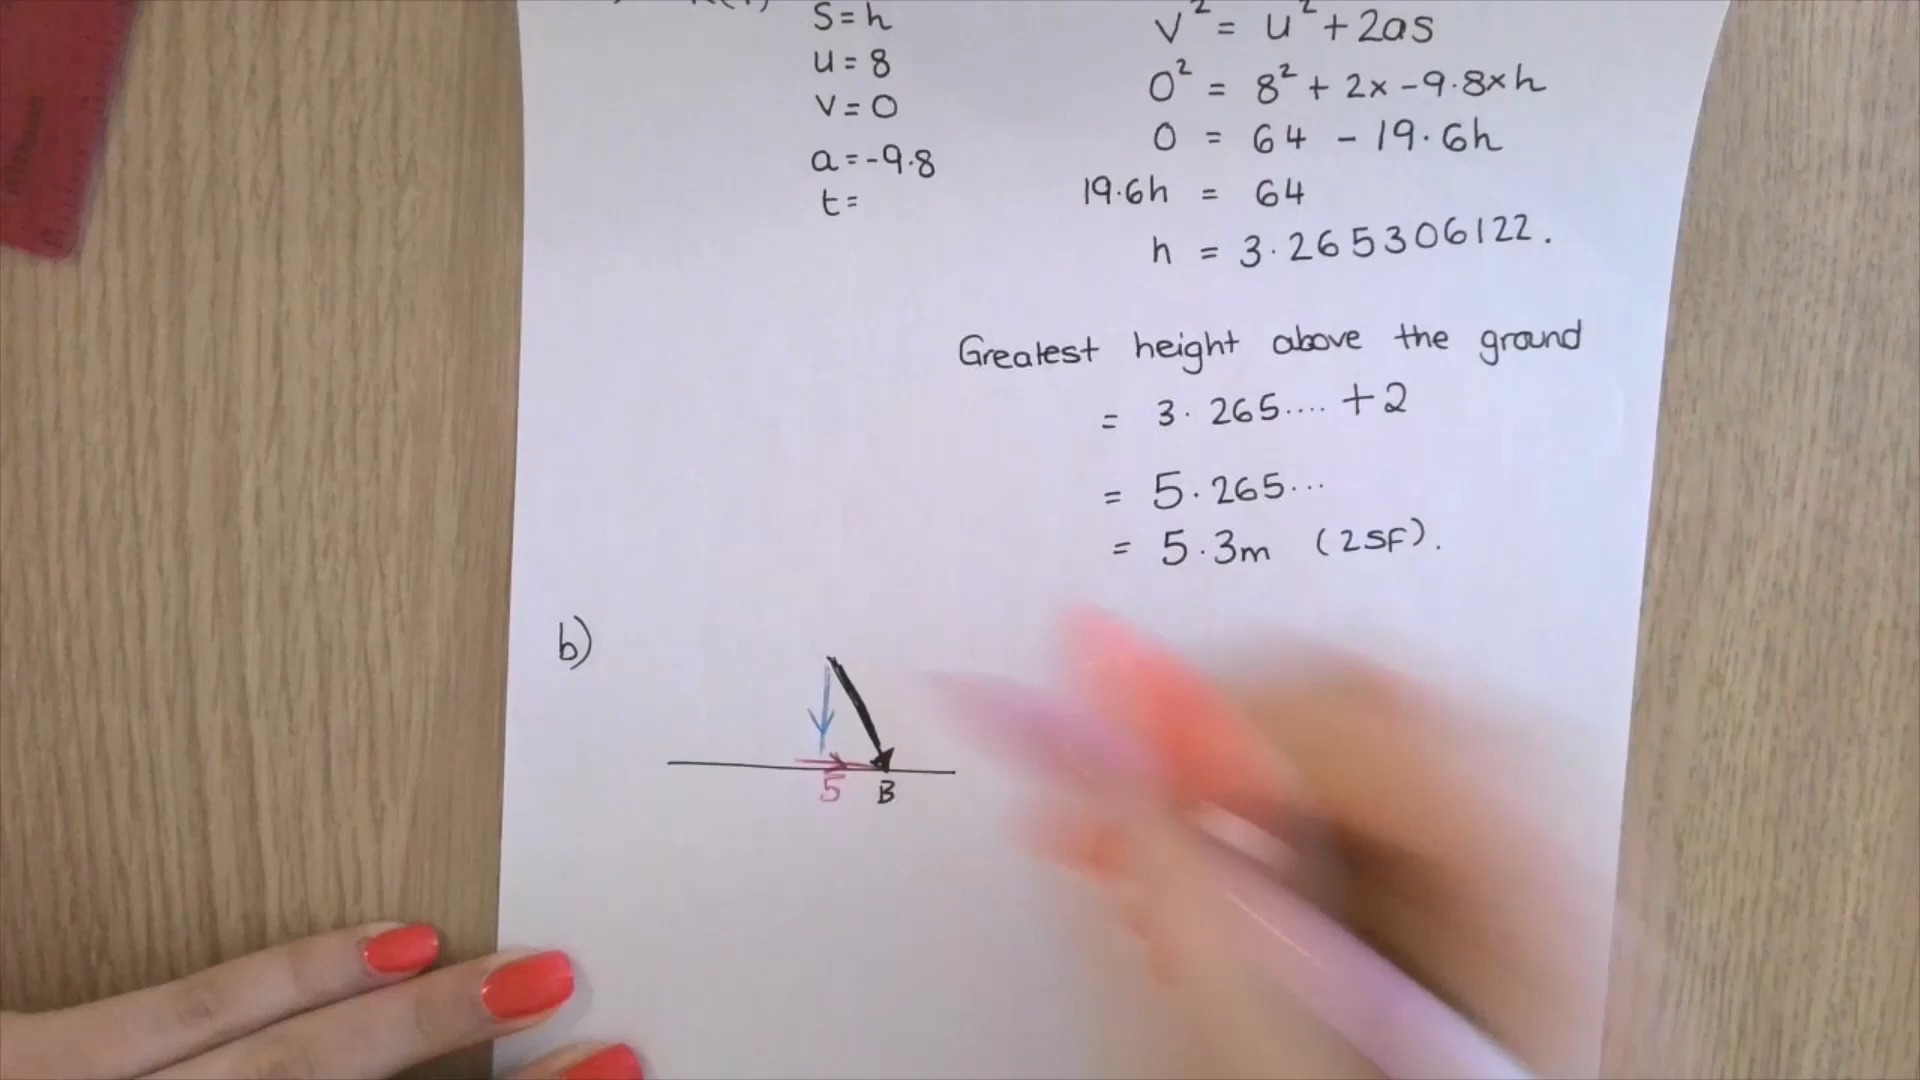 S = h
u = 8
v = 0
a = -9.8
t =
v² = u² + 2as
0² = 8² + 2x -9.8xh
0 = 64 - 19.6h
19.6h = 64
h = 3.265306122.
Greatest height above the ground
= 3.265.... +2
= 5.265...
= 5.3m (2SF).
b)
5 B